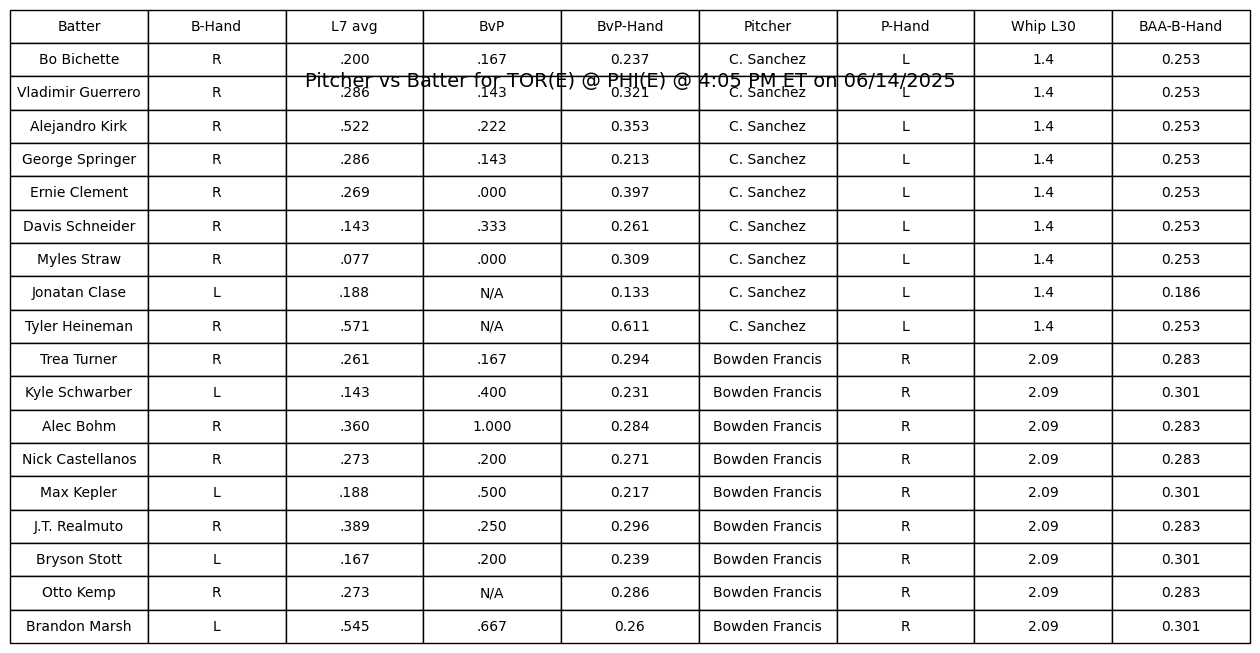 Batter B-Hand L7 avg BvP BvP-Hand Pitcher P-Hand Whip L30 BAA-B-Hand
Bo Bichette R .200 .167 0.237 C. Sanchez L 1.4 0.253
Pitcher vs Batter for TOR(E) @ PHI(E) @ 4:05 PM ET on 06/14/2025
Vladimir Guerrero R .286 .143 0.321 C. Sanchez L 1.4 0.253
Alejandro Kirk R .522 .222 0.353 C. Sanchez L 1.4 0.253
George Springer R .286 .143 0.213 C. Sanchez L 1.4 0.253
Ernie Clement R .269 .000 0.397 C. Sanchez L 1.4 0.253
Davis Schneider R .143 .333 0.261 C. Sanchez L 1.4 0.253
Myles Straw R .077 .000 0.309 C. Sanchez L 1.4 0.253
Jonatan Clase L .188 N/A 0.133 C. Sanchez L 1.4 0.186
Tyler Heineman R .571 N/A 0.611 C. Sanchez L 1.4 0.253
Trea Turner R .261 .167 0.294 Bowden Francis R 2.09 0.283
Kyle Schwarber L .143 .400 0.231 Bowden Francis R 2.09 0.301
Alec Bohm R .360 1.000 0.284 Bowden Francis R 2.09 0.283
Nick Castellanos R .273 .200 0.271 Bowden Francis R 2.09 0.283
Max Kepler L .188 .500 0.217 Bowden Francis R 2.09 0.301
J.T. Realmuto R .389 .250 0.296 Bowden Francis R 2.09 0.283
Bryson Stott L .167 .200 0.239 Bowden Francis R 2.09 0.301
Otto Kemp R .273 N/A 0.286 Bowden Francis R 2.09 0.283
Brandon Marsh L .545 .667 0.26 Bowden Francis R 2.09 0.301